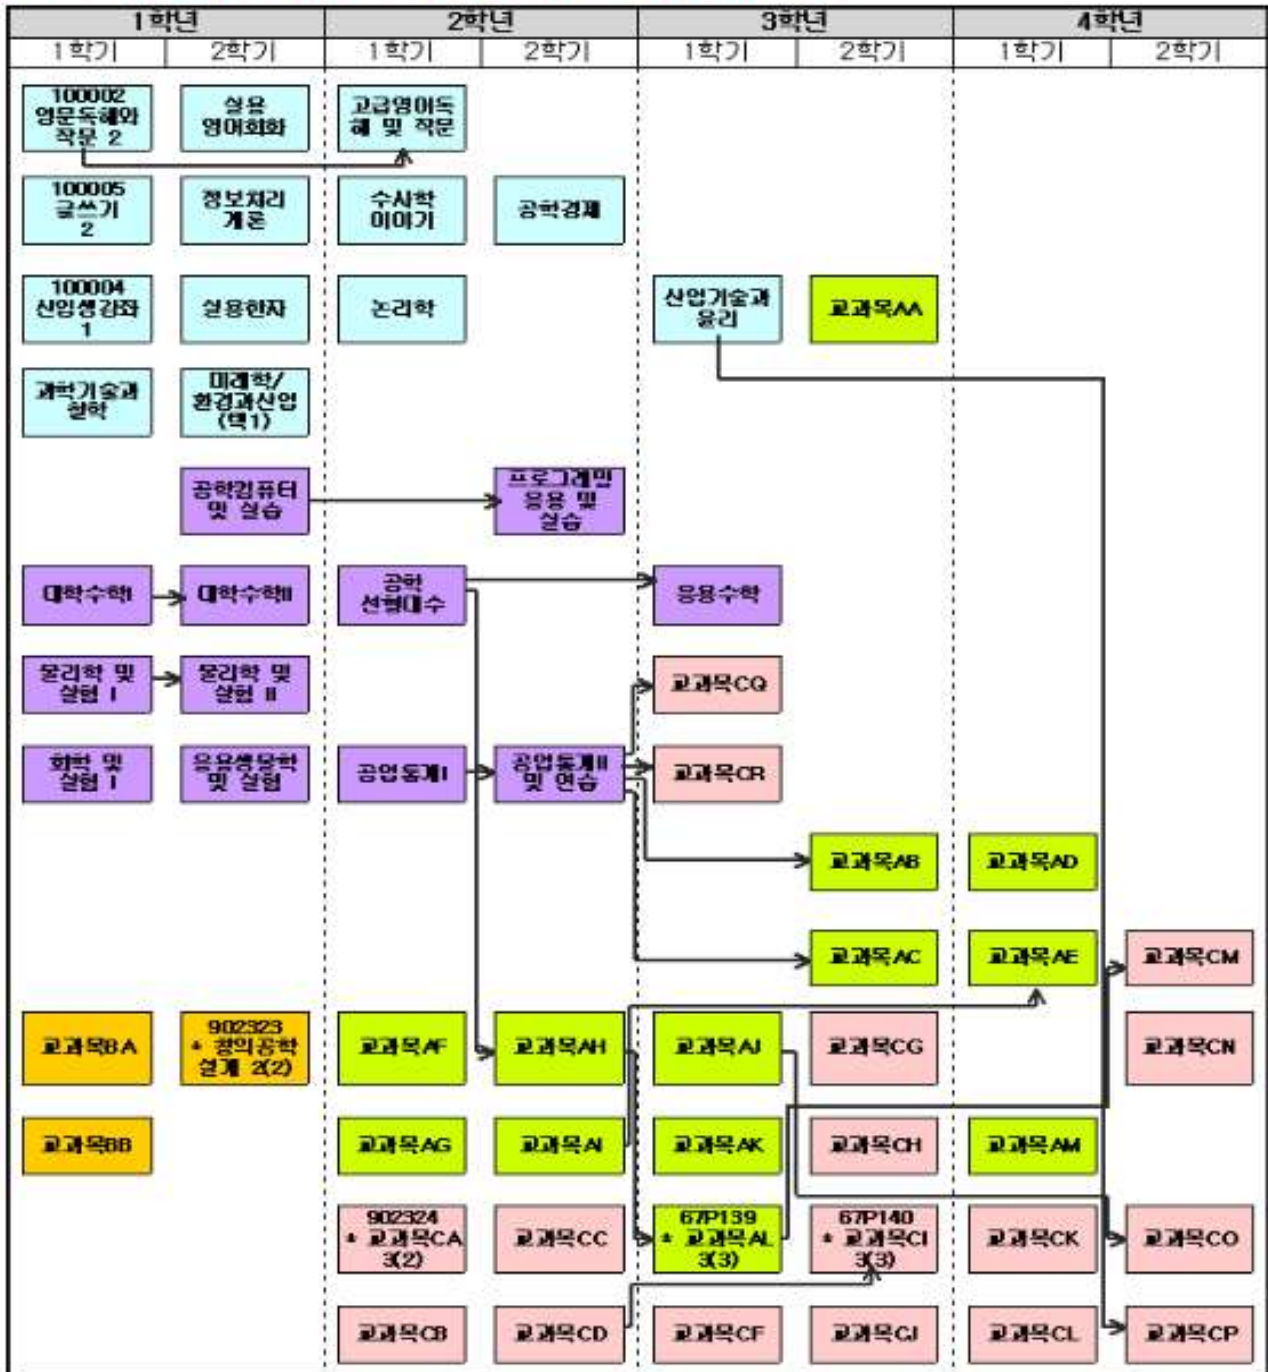 1학년 2학년 3학년 4학년
1학기 2학기 1학기 2학기 1학기 2학기 1학기 2학기
100002
영문독해와
작문 2
실용
영어회화
고급영어독
해 및 작문
100005
글쓰기
2
정보처리
개론
수사학
이야기
공학경제
100004
신입생강좌
1
실용한자
논리학
산업기술과
윤리
교과목AA
과학기술과
철학
미래학/
환경과산업
(택1)
공학컴퓨터
및 실습
프로그래밍
응용 및
실습
대학수학I
대학수학II
공학
선형대수
응용수학
물리학 및
실험 I
물리학 및
실험 II
교과목CQ
화학 및
실험 I
응용생물학
및 실험
공업통계I
공업통계II
및 연습
교과목CR
교과목AB
교과목AD
교과목AC
교과목AE
교과목CM
교과목BA
902323
* 창의공학
설계 2(2)
교과목AF
교과목AH
교과목AJ
교과목CG
교과목CN
교과목BB
교과목AG
교과목AI
교과목AK
교과목CH
교과목AM
902324
* 교과목CA
3(2)
교과목CC
67P139
* 교과목AL
3(3)
67P140
* 교과목CI
3(3)
교과목CK
교과목CO
교과목CB
교과목CD
교과목CF
교과목CJ
교과목CL
교과목CP